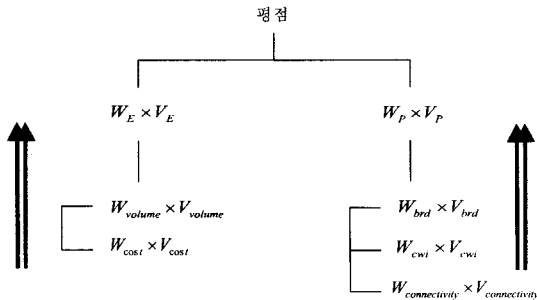 평점
W_E × V_E
W_P × V_P
W_volume × V_volume
W_cost × V_cost
W_brd × V_brd
W_cwi × V_cwi
W_connectivity × V_connectivity